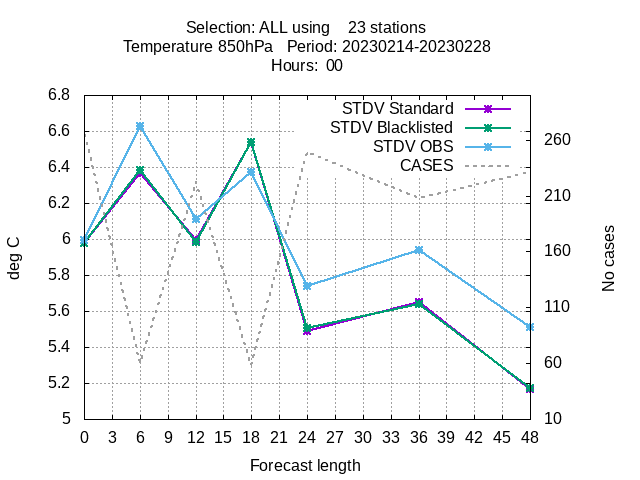 Selection: ALL using    23 stations
Temperature 850hPa   Period: 20230214-20230228
Hours:  00
STDV Standard
STDV Blacklisted
STDV OBS
CASES
6.8
6.6
6.4
6.2
6
5.8
5.6
5.4
5.2
5
260
210
160
110
60
10
deg C
No cases
0 3 6 9 12 15 18 21 24 27 30 33 36 39 42 45 48
Forecast length